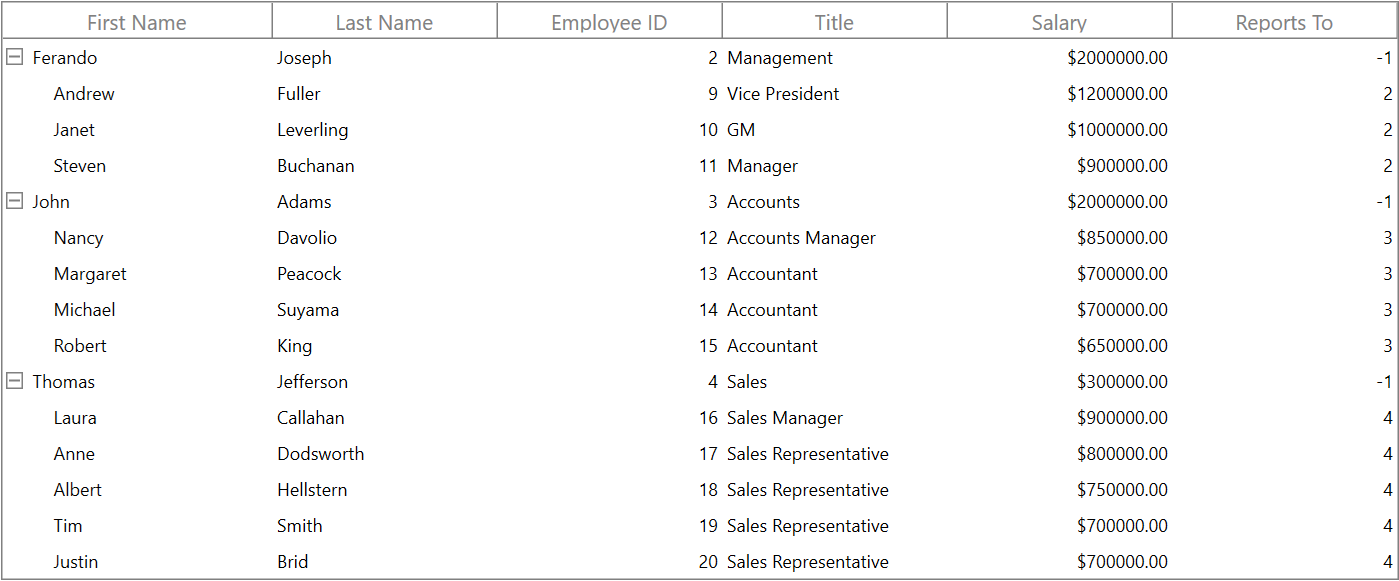 First Name Last Name Employee ID Title Salary Reports To
Ferando Joseph 2 Management $2000000.00 -1
Andrew Fuller 9 Vice President $1200000.00 2
Janet Leverling 10 GM $1000000.00 2
Steven Buchanan 11 Manager $900000.00 2
John Adams 3 Accounts $2000000.00 -1
Nancy Davolio 12 Accounts Manager $850000.00 3
Margaret Peacock 13 Accountant $700000.00 3
Michael Suyama 14 Accountant $700000.00 3
Robert King 15 Accountant $650000.00 3
Thomas Jefferson 4 Sales $300000.00 -1
Laura Callahan 16 Sales Manager $900000.00 4
Anne Dodsworth 17 Sales Representative $800000.00 4
Albert Hellstern 18 Sales Representative $750000.00 4
Tim Smith 19 Sales Representative $700000.00 4
Justin Brid 20 Sales Representative $700000.00 4